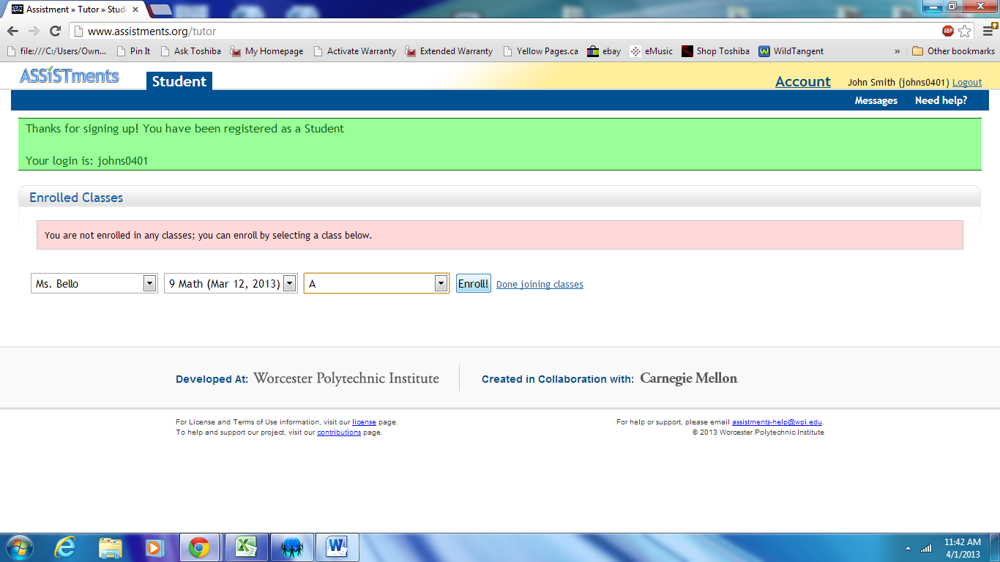 Assistment » Tutor » Stud
www.assistments.org/tutor
ABP
file:///C:/Users/Own... Pin It Ask Toshiba My Homepage Activate Warranty Extended Warranty Yellow Pages.ca ebay eMusic Shop Toshiba WildTangent » Other bookmarks
ASSiSTments Student Account John Smith (johns0401) Logout
Messages Need help?
Thanks for signing up! You have been registered as a Student
Your login is: johns0401
Enrolled Classes
You are not enrolled in any classes; you can enroll by selecting a class below.
Ms. Bello 9 Math (Mar 12, 2013) A Enroll! Done joining classes
Developed At: Worcester Polytechnic Institute Created in Collaboration with: Carnegie Mellon
For License and Terms of Use information, visit our license page. For help or support, please email assistments-help@wpi.edu.
To help and support our project, visit our contributions page. © 2013 Worcester Polytechnic Institute
11:42 AM
4/1/2013